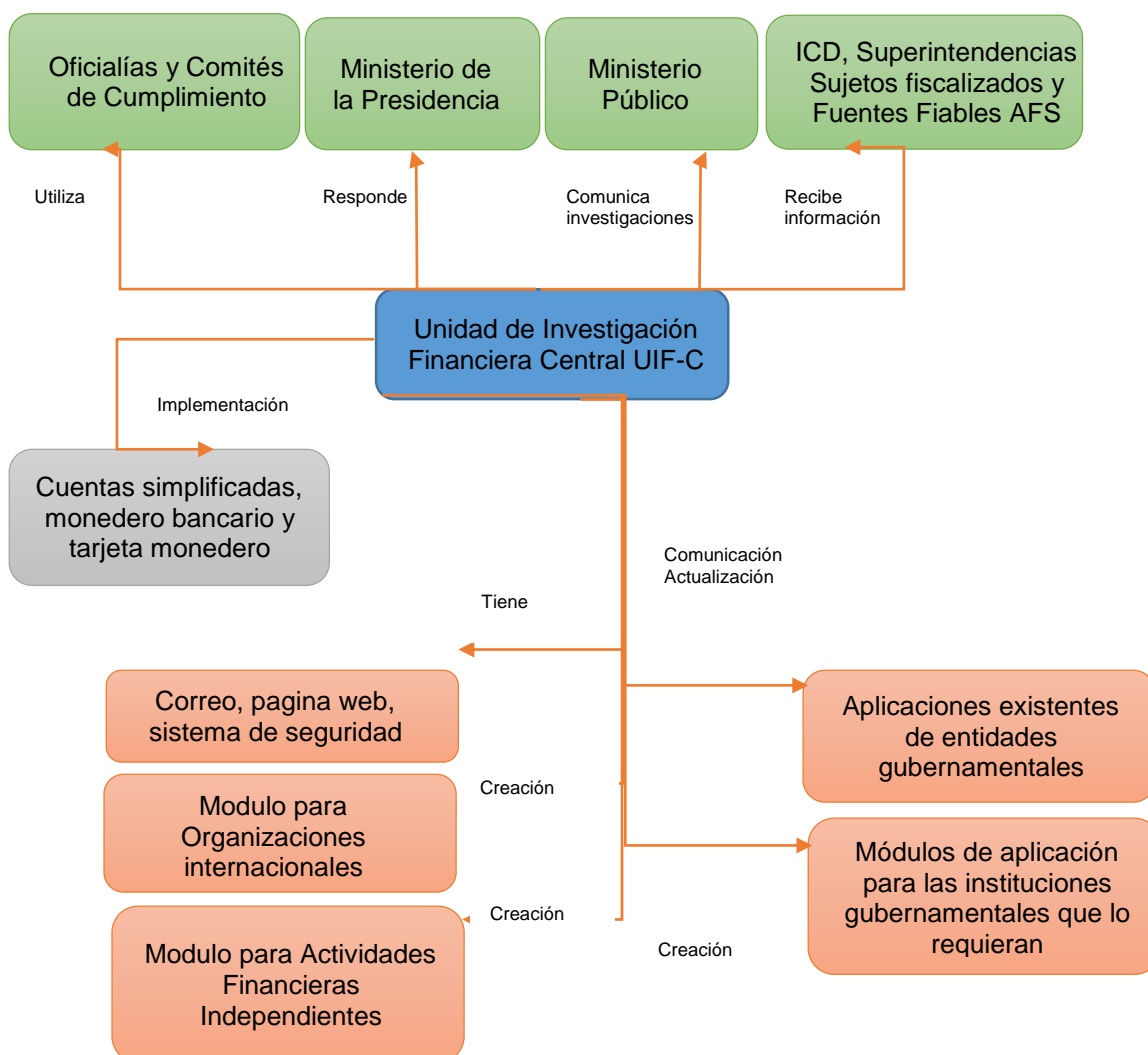 Oficialías y Comités
de Cumplimiento
Ministerio de
la Presidencia
Ministerio
Público
ICD, Superintendencias
Sujetos fiscalizados y
Fuentes Fiables AFS
Utiliza
Responde
Comunica
investigaciones
Recibe
información
Unidad de Investigación
Financiera Central UIF-C
Implementación
Cuentas simplificadas,
monedero bancario y
tarjeta monedero
Comunicación
Actualización
Tiene
Correo, pagina web,
sistema de seguridad
Aplicaciones existentes
de entidades
gubernamentales
Creación
Modulo para
Organizaciones
internacionales
Módulos de aplicación
para las instituciones
gubernamentales que lo
requieran
Creación
Creación
Modulo para Actividades
Financieras
Independientes